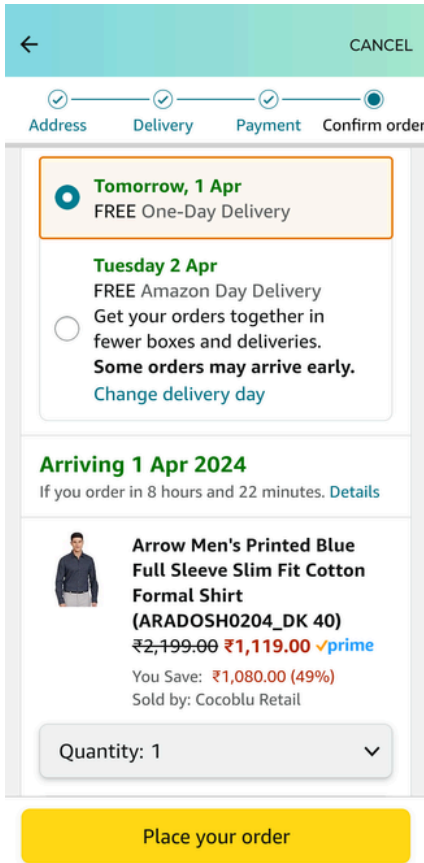 CANCEL
Address Delivery Payment Confirm order
Tomorrow, 1 Apr
FREE One-Day Delivery
Tuesday 2 Apr
FREE Amazon Day Delivery
Get your orders together in
fewer boxes and deliveries.
Some orders may arrive early.
Change delivery day
Arriving 1 Apr 2024
If you order in 8 hours and 22 minutes. Details
Arrow Men's Printed Blue
Full Sleeve Slim Fit Cotton
Formal Shirt
(ARADOSH0204_DK 40)
₹2,199.00 ₹1,119.00 prime
You Save: ₹1,080.00 (49%)
Sold by: Cocoblu Retail
Quantity: 1
Place your order